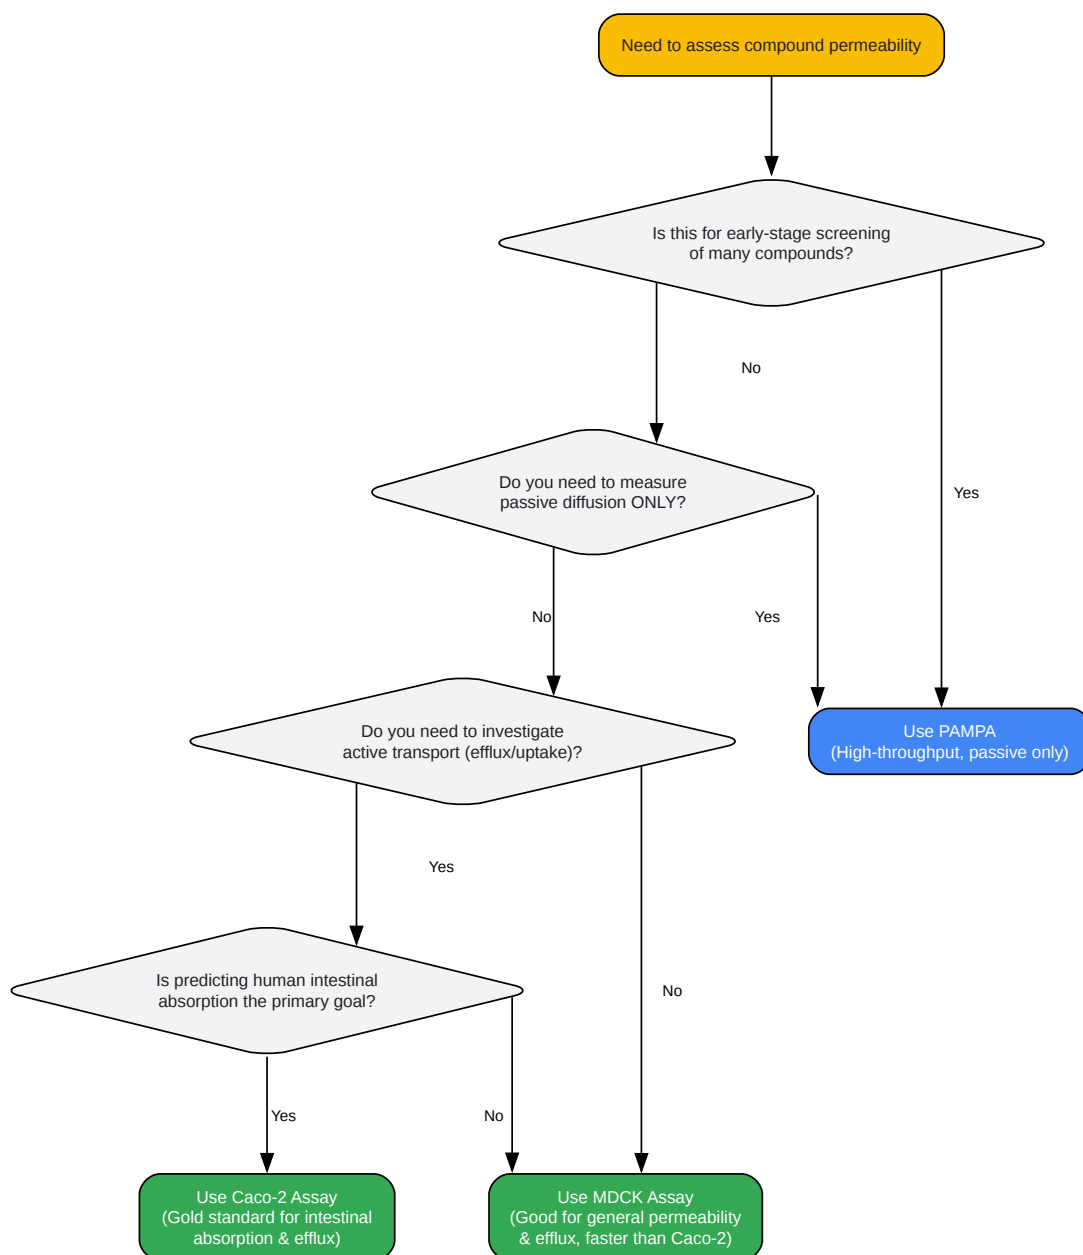 Need to assess compound permeability
Is this for early-stage screening
of many compounds?
No
Yes
Do you need to measure
passive diffusion ONLY?
No
Yes
Use PAMPA
(High-throughput, passive only)
Do you need to investigate
active transport (efflux/uptake)?
Yes
No
Is predicting human intestinal
absorption the primary goal?
Yes
No
Use Caco-2 Assay
(Gold standard for intestinal
absorption & efflux)
Use MDCK Assay
(Good for general permeability
& efflux, faster than Caco-2)